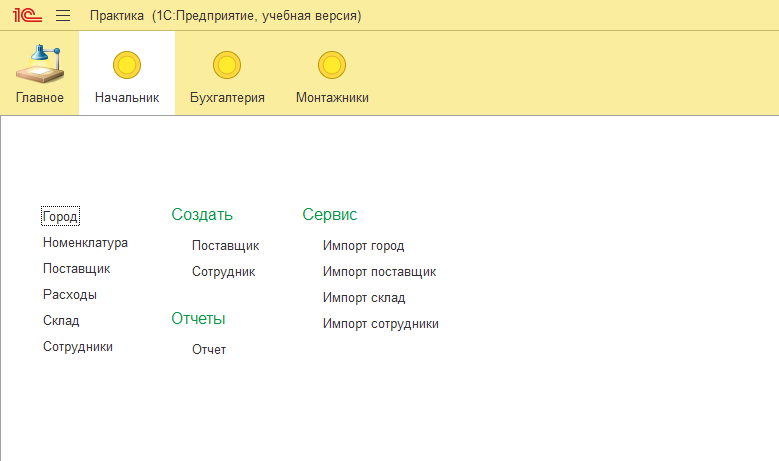 1С Практика (1С:Предприятие, учебная версия)
Главное Начальник Бухгалтерия Монтажники
Город
Номенклатура
Поставщик
Расходы
Склад
Сотрудники
Создать
Поставщик
Сотрудник
Отчеты
Отчет
Сервис
Импорт город
Импорт поставщик
Импорт склад
Импорт сотрудники